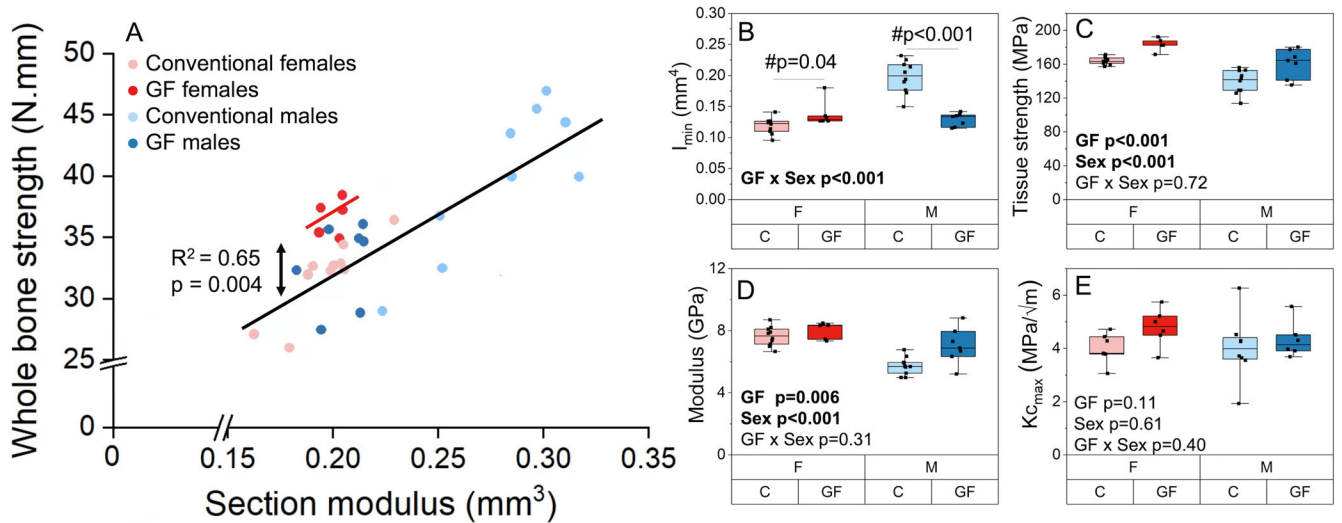 A
Whole bone strength (N.mm)
50
45
40
35
30
25
0
Conventional females
GF females
Conventional males
GF males
R² = 0.65
p = 0.004
0
0.15
0.20
0.25
0.30
0.35
Section modulus (mm³)
B
I_min (mm⁴)
0.30
0.25
0.20
0.15
0.10
0.05
0.00
#p=0.04
#p<0.001
GF x Sex p<0.001
F
M
C
GF
C
GF
C
Tissue strength (MPa)
200
160
120
80
40
0
GF p<0.001
Sex p<0.001
GF x Sex p=0.72
F
M
C
GF
C
GF
D
Modulus (GPa)
12
8
4
0
GF p=0.006
Sex p<0.001
GF x Sex p=0.31
F
M
C
GF
C
GF
E
Kc_max (MPa/√m)
6
4
2
0
GF p=0.11
Sex p=0.61
GF x Sex p=0.40
F
M
C
GF
C
GF